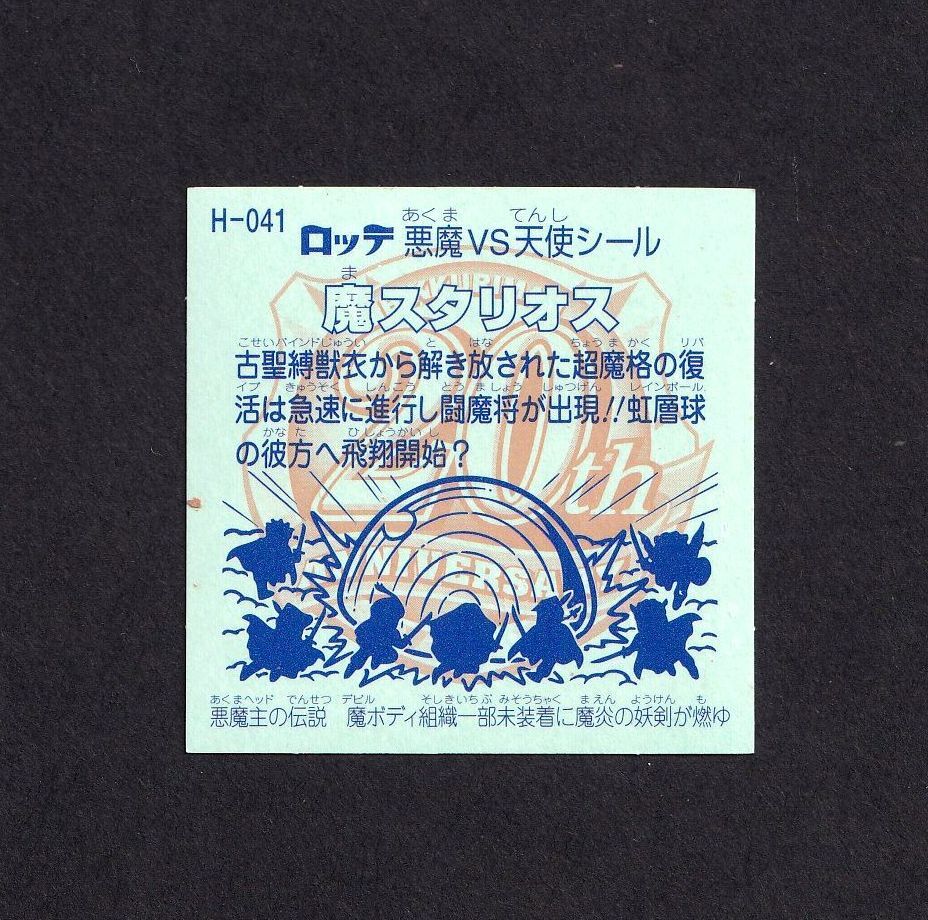 H-041
ロッテ 悪魔VS天使シール
あくま てんし
魔スタリオス
ま
こせいバインドじゅうい と はな ちょう ま かく リバ
古聖縛獣衣から解き放された超魔格の復
イブ きゅうそく しんこう とう ましょう しゅつげん レインボール
活は急速に進行し闘魔将が出現!!虹層球
かなた ひしょうかいし
の彼方へ飛翔開始？
20th
ANNIVERSA
あくまヘッド でんせつ デビル そしきいちぶ みそうちゃく まえん ようけん も
悪魔主の伝説 魔ボディ組織一部未装着に魔炎の妖剣が燃ゆ